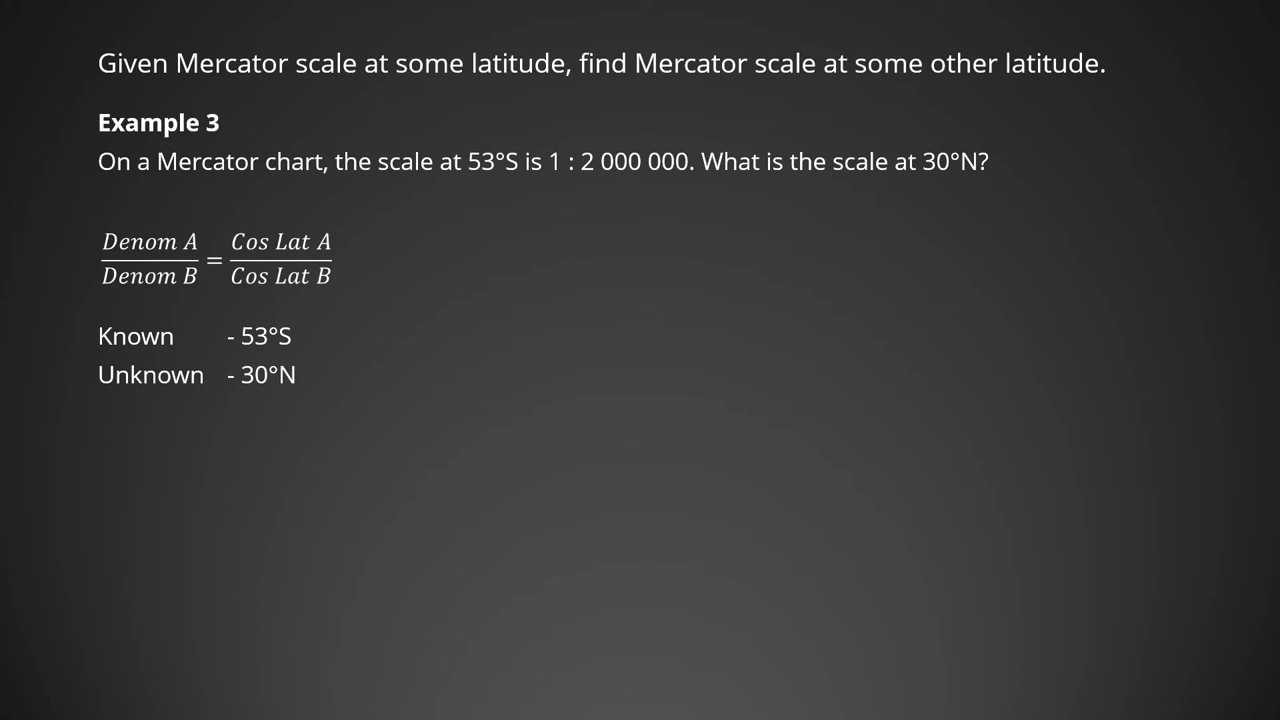 Given Mercator scale at some latitude, find Mercator scale at some other latitude.
Example 3
On a Mercator chart, the scale at 53°S is 1 : 2 000 000. What is the scale at 30°N?
Denom A / Denom B = Cos Lat A / Cos Lat B
Known - 53°S
Unknown - 30°N